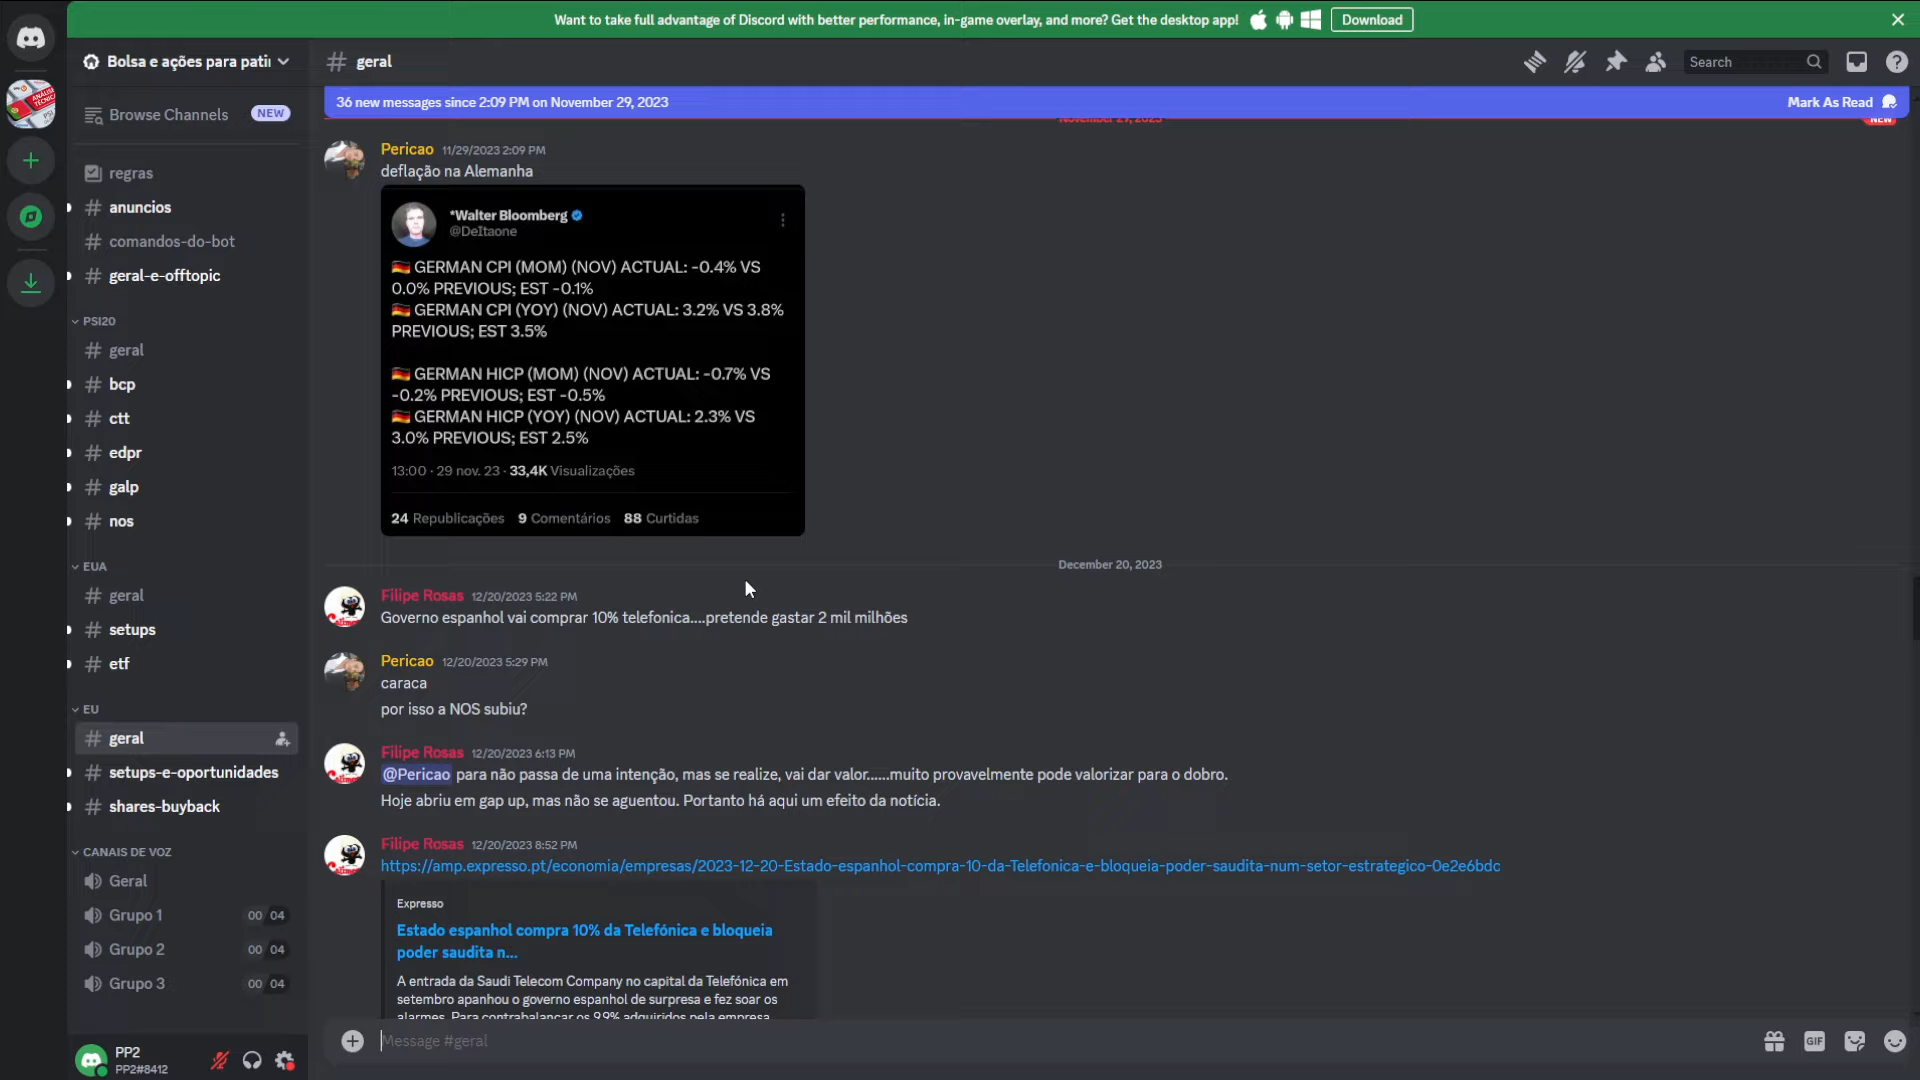 Want to take full advantage of Discord with better performance, in-game overlay, and more? Get the desktop app!
Download
Bolsa e ações para patin
geral
Search
36 new messages since 2:09 PM on November 29, 2023
Mark As Read
Browse Channels
NEW
regras
anuncios
comandos-do-bot
geral-e-offtopic
PSI20
geral
bcp
ctt
edpr
galp
nos
EUA
geral
setups
etf
EU
geral
setups-e-oportunidades
shares-buyback
CANAIS DE VOZ
Geral
Grupo 1 00 04
Grupo 2 00 04
Grupo 3 00 04
PP2
PP2#8412
November 29, 2023
NEW
Pericao 11/29/2023 2:09 PM
deflação na Alemanha
*Walter Bloomberg
@DeItaone
GERMAN CPI (MOM) (NOV) ACTUAL: -0.4% VS
0.0% PREVIOUS; EST -0.1%
GERMAN CPI (YOY) (NOV) ACTUAL: 3.2% VS 3.8%
PREVIOUS; EST 3.5%
GERMAN HICP (MOM) (NOV) ACTUAL: -0.7% VS
-0.2% PREVIOUS; EST -0.5%
GERMAN HICP (YOY) (NOV) ACTUAL: 2.3% VS
3.0% PREVIOUS; EST 2.5%
13:00 · 29 nov. 23 · 33,4K Visualizações
24 Republicações 9 Comentários 88 Curtidas
December 20, 2023
Filipe Rosas 12/20/2023 5:22 PM
Governo espanhol vai comprar 10% telefonica....pretende gastar 2 mil milhões
Pericao 12/20/2023 5:29 PM
caraca
por isso a NOS subiu?
Filipe Rosas 12/20/2023 6:13 PM
@Pericao para não passa de uma intenção, mas se realize, vai dar valor......muito provavelmente pode valorizar para o dobro.
Hoje abriu em gap up, mas não se aguentou. Portanto há aqui um efeito da notícia.
Filipe Rosas 12/20/2023 8:52 PM
https://amp.expresso.pt/economia/empresas/2023-12-20-Estado-espanhol-compra-10-da-Telefonica-e-bloqueia-poder-saudita-num-setor-estrategico-0e2e6bdc
Expresso
Estado espanhol compra 10% da Telefónica e bloqueia
poder saudita n...
A entrada da Saudi Telecom Company no capital da Telefónica em
setembro apanhou o governo espanhol de surpresa e fez soar os
alarmes. Para contrabalançar os 9,9% adquiridos pela empresa
Message #geral
GIF